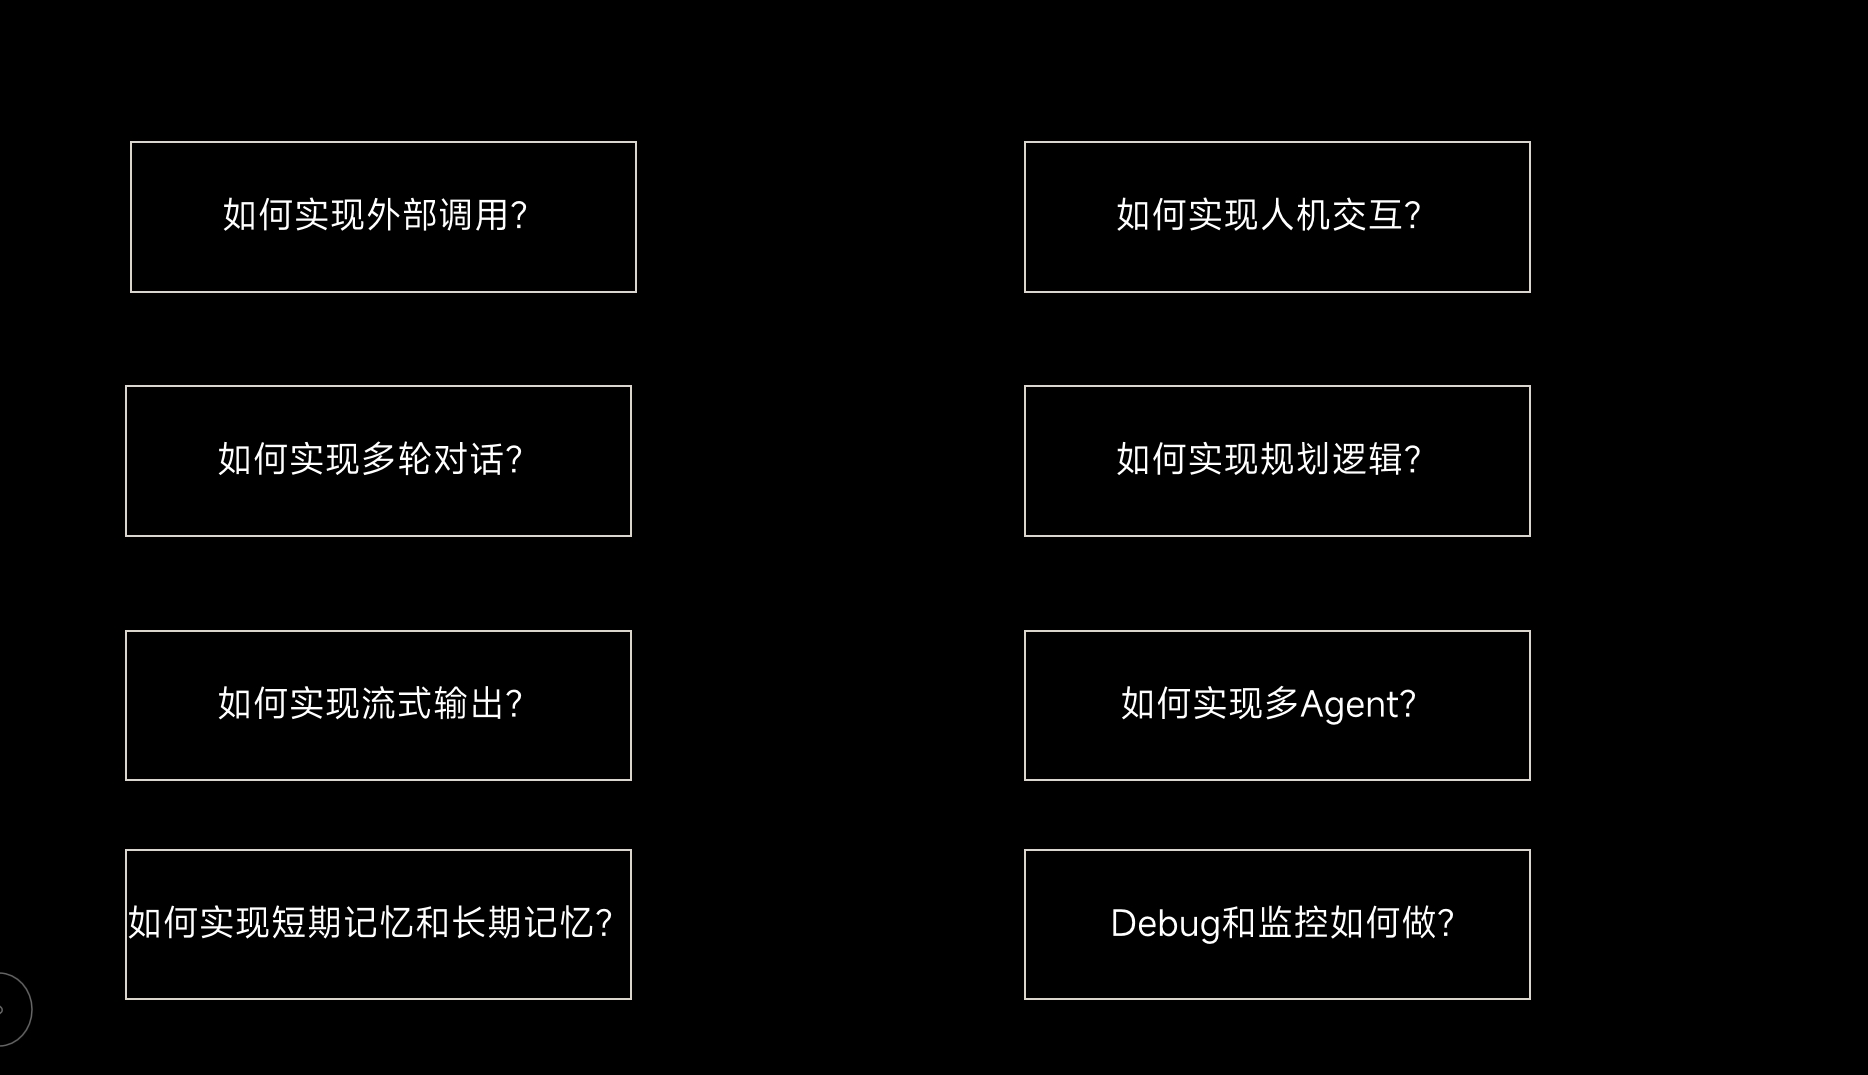 如何实现外部调用?
如何实现人机交互?
如何实现多轮对话?
如何实现规划逻辑?
如何实现流式输出?
如何实现多Agent?
如何实现短期记忆和长期记忆?
Debug和监控如何做?